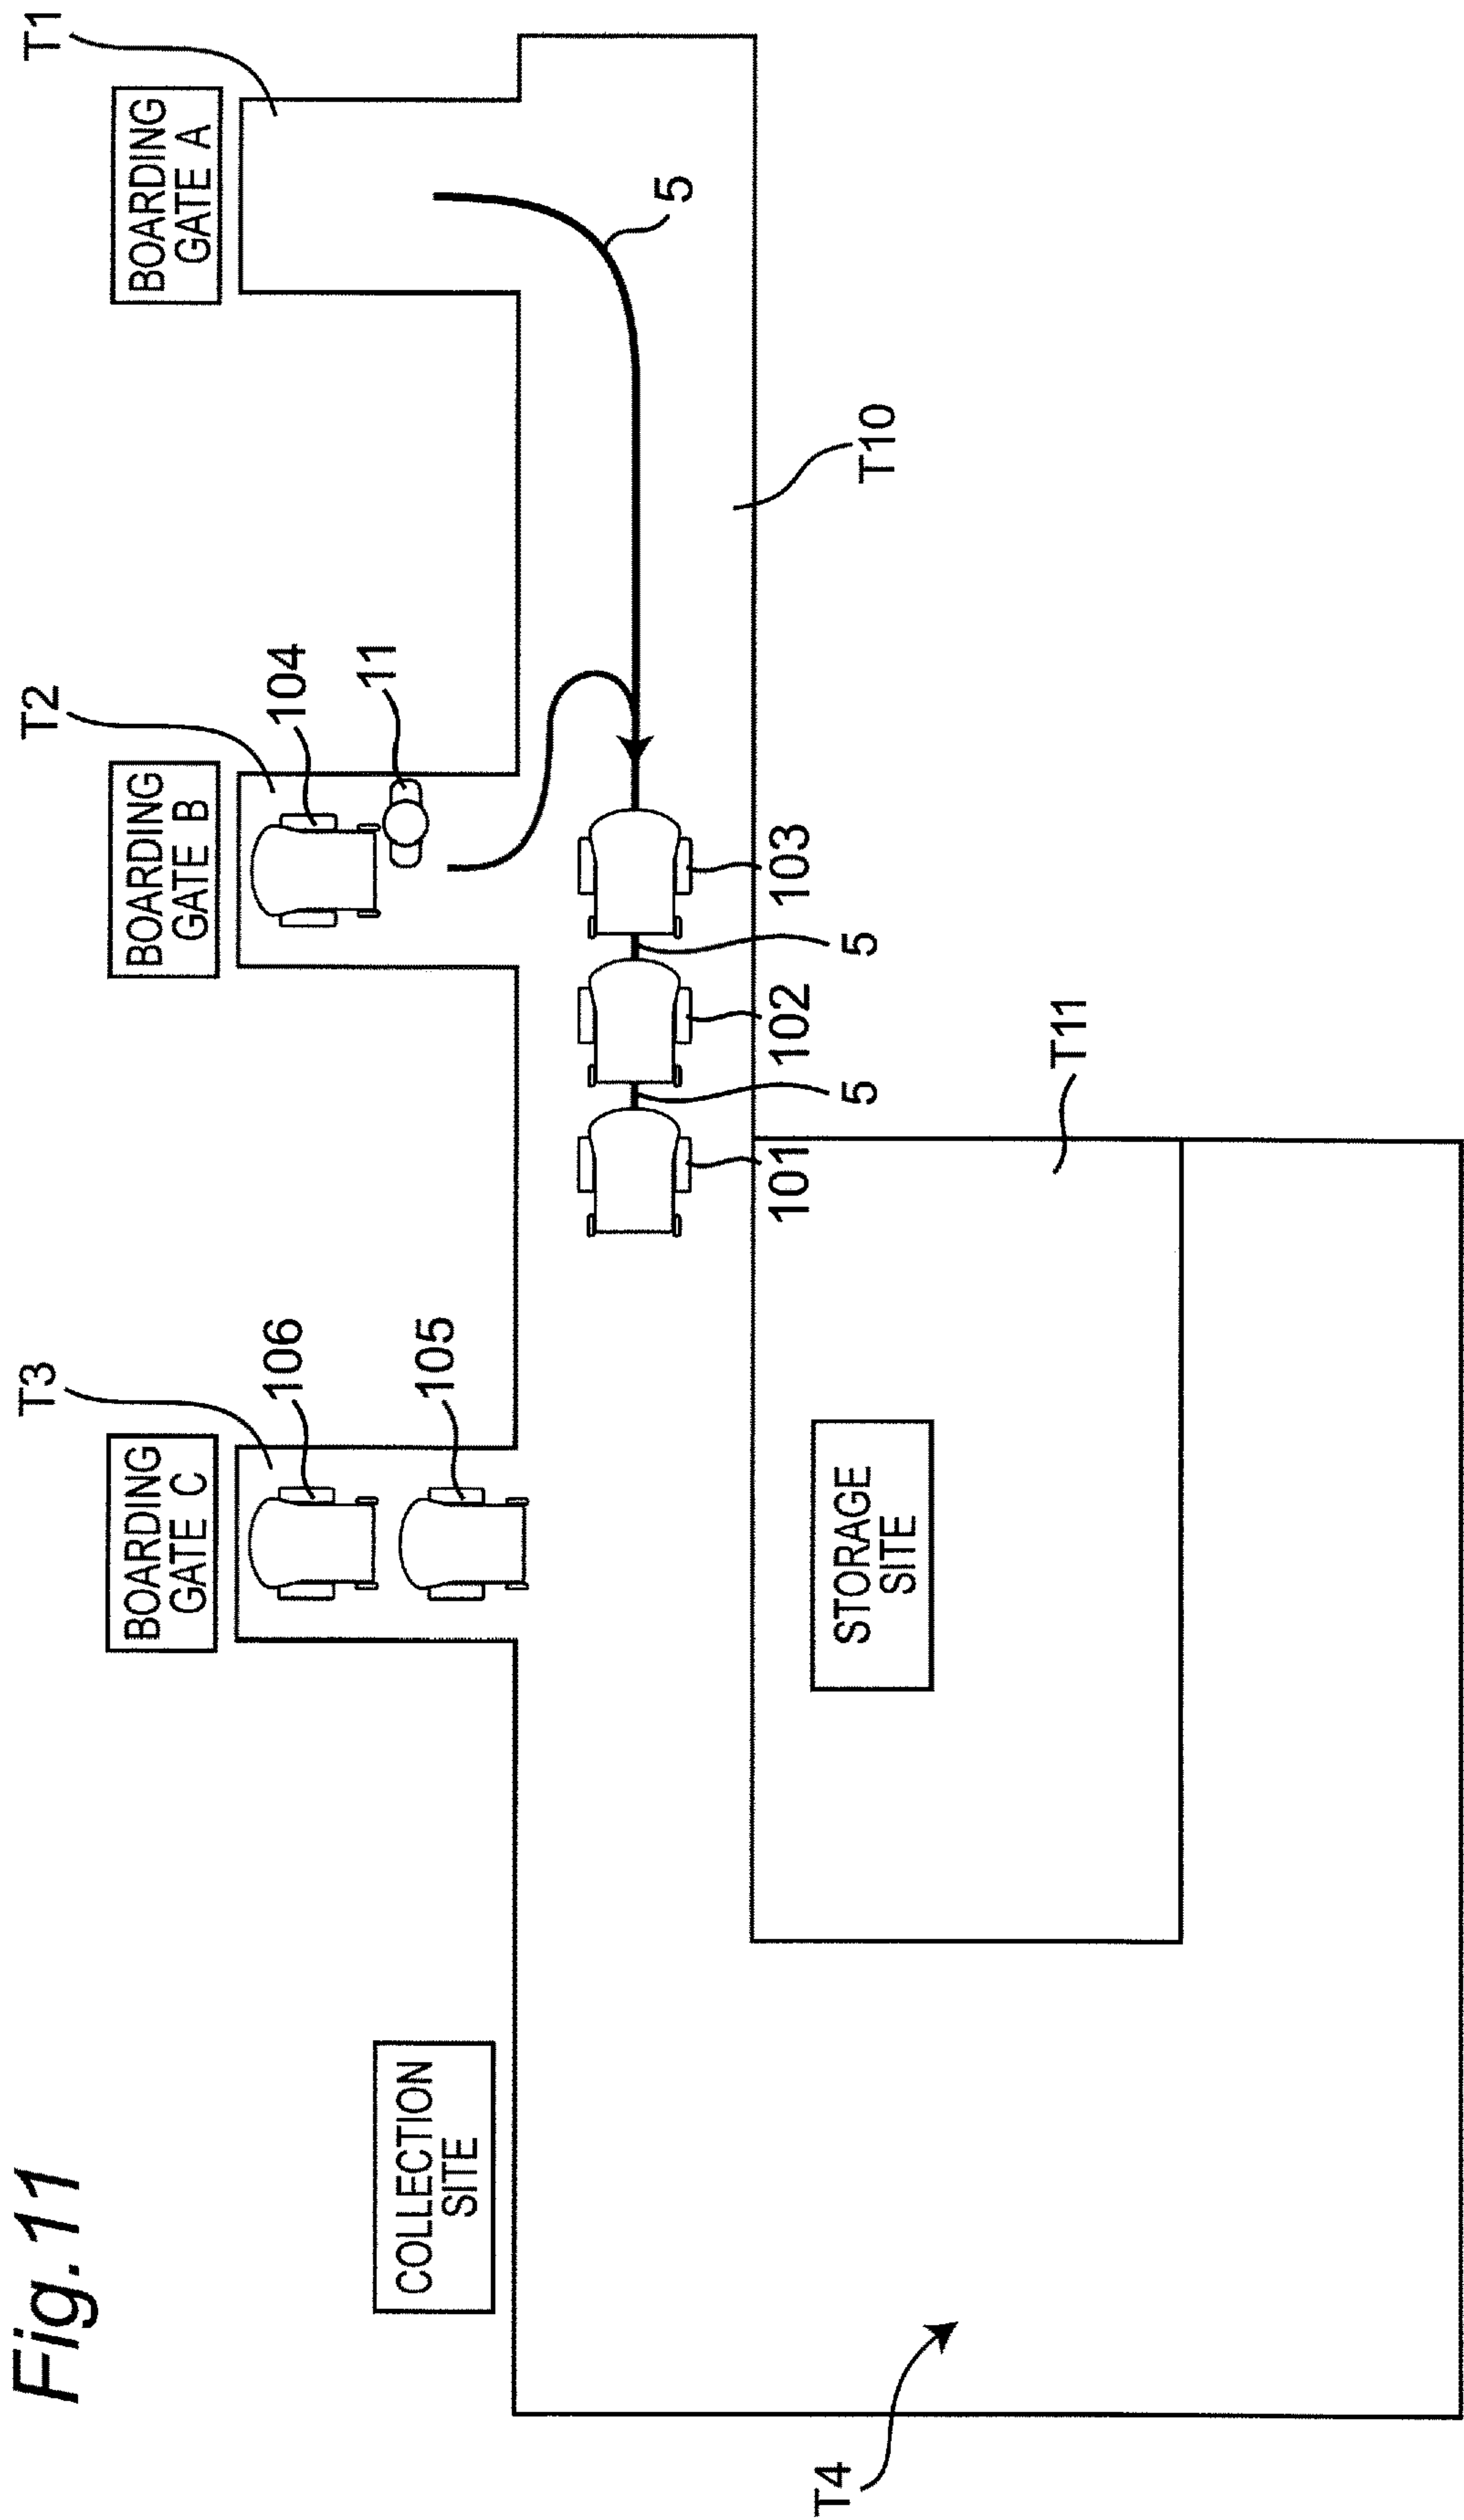 Fig.11
T3
BOARDING
GATE C
106
105
T2
BOARDING
GATE B
104
11
T1
BOARDING
GATE A
5
COLLECTION
SITE
101
5
102
5
103
T10
STORAGE
SITE
T11
T4